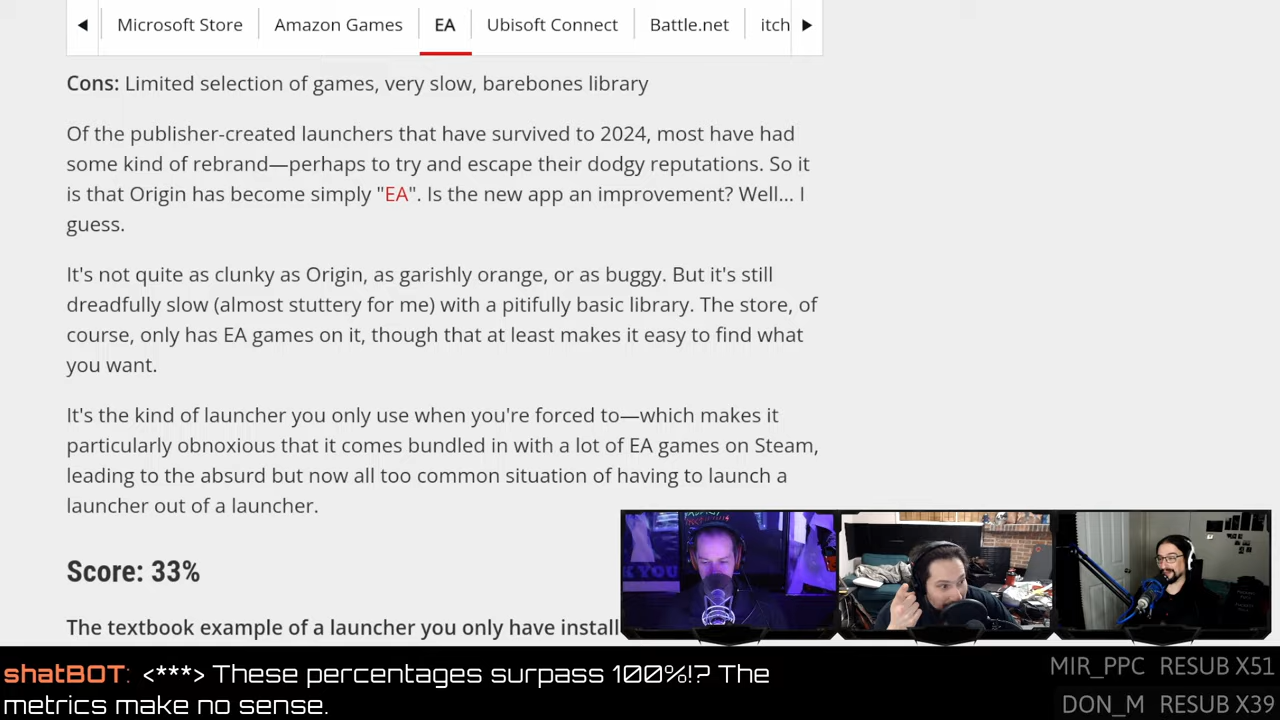 ◄ Microsoft Store Amazon Games EA Ubisoft Connect Battle.net itch ►
Cons: Limited selection of games, very slow, barebones library
Of the publisher-created launchers that have survived to 2024, most have had
some kind of rebrand—perhaps to try and escape their dodgy reputations. So it
is that Origin has become simply "EA". Is the new app an improvement? Well... I
guess.
It's not quite as clunky as Origin, as garishly orange, or as buggy. But it's still
dreadfully slow (almost stuttery for me) with a pitifully basic library. The store, of
course, only has EA games on it, though that at least makes it easy to find what
you want.
It's the kind of launcher you only use when you're forced to—which makes it
particularly obnoxious that it comes bundled in with a lot of EA games on Steam,
leading to the absurd but now all too common situation of having to launch a
launcher out of a launcher.
Score: 33%
The textbook example of a launcher you only have install
shatBOT: <***> These percentages surpass 100%!? The
metrics make no sense.
MIR_PPC RESUB X51
DON_M RESUB X39